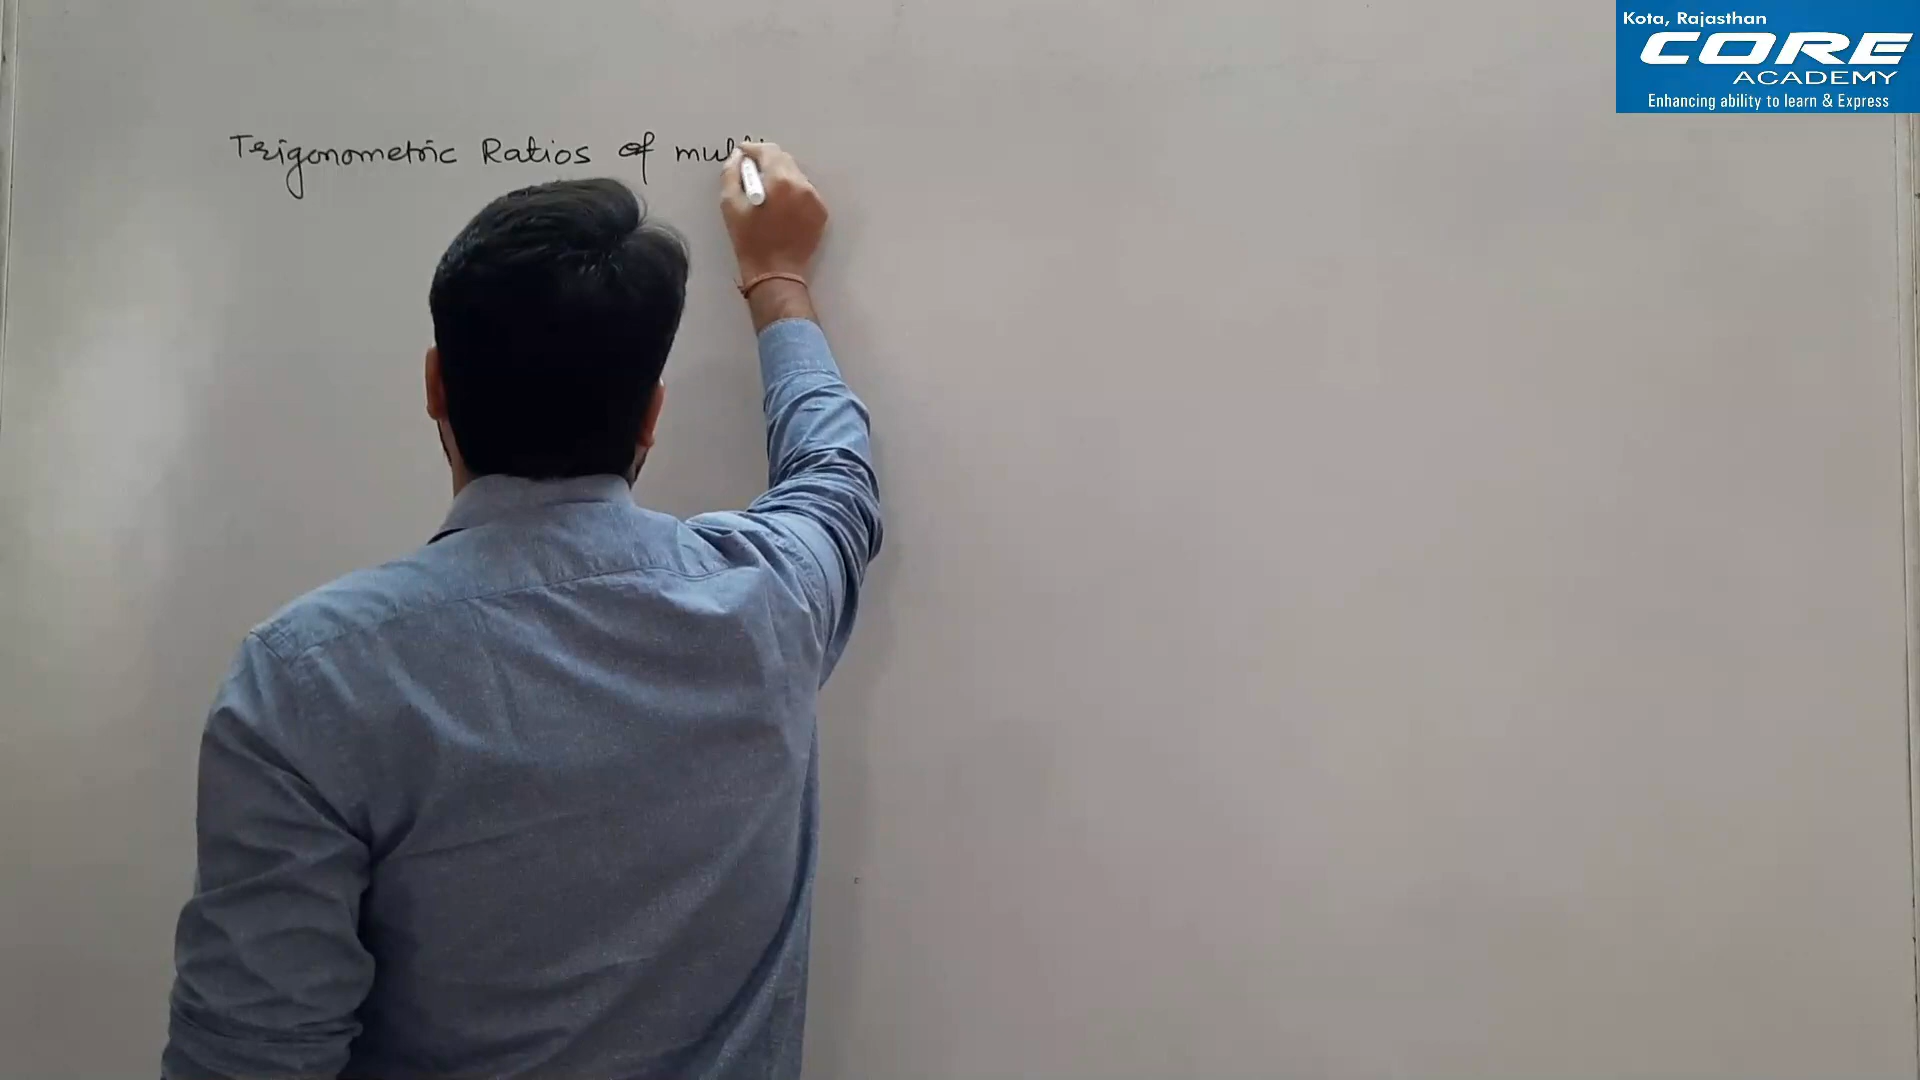 Kota, Rajasthan
CORE
ACADEMY
Enhancing ability to learn & Express
Trigonometric Ratios of